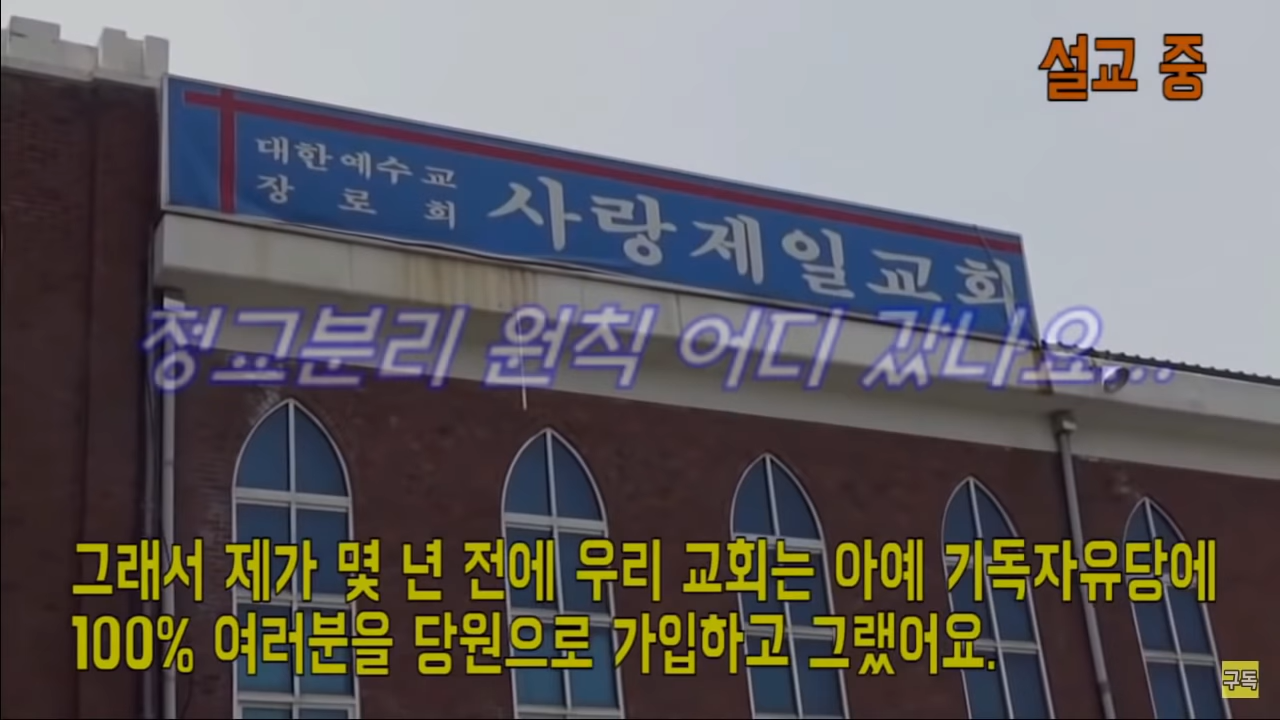 설교 중
대한예수교
장로회
사랑제일교회
정교분리 원칙 어디 갔나요...
그래서 제가 몇 년 전에 우리 교회는 아예 기독자유당에
100% 여러분을 당원으로 가입하고 그랬어요.
구독